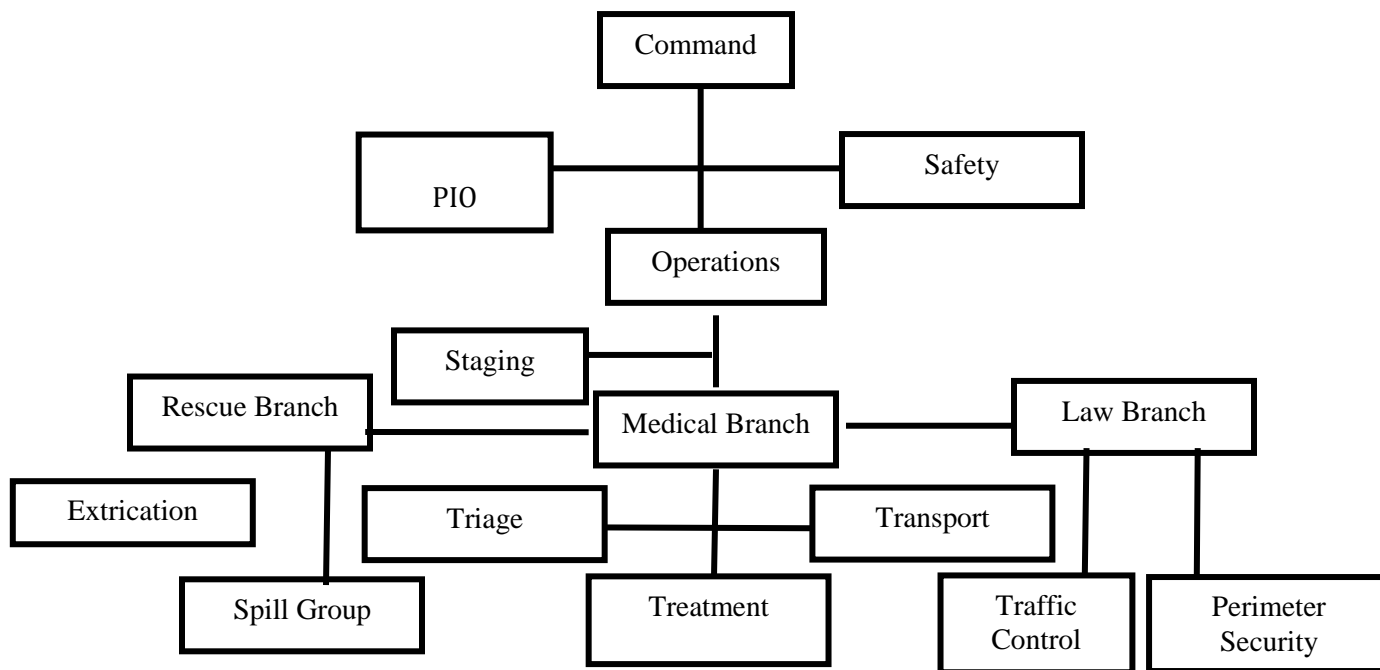 Command
PIO
Safety
Operations
Staging
Rescue Branch
Medical Branch
Law Branch
Extrication
Triage
Transport
Spill Group
Treatment
Traffic
Control
Perimeter
Security